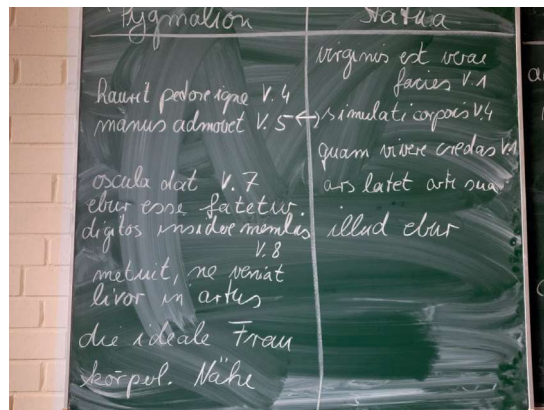 Pygmalion
haurit pectore igne V. 4
manus admovet V. 5 ↔
oscula dat V. 7
ebur esse fatetur.
digitos insidere membris
V. 8
metuit, ne veniat
livor in artus
die ideale Frau
körperl. Nähe
Statua
virginis est verae
facies V. 1
simulati corporis V. 4
quam vivere credas V. 1
ars latet arte sua
illud ebur